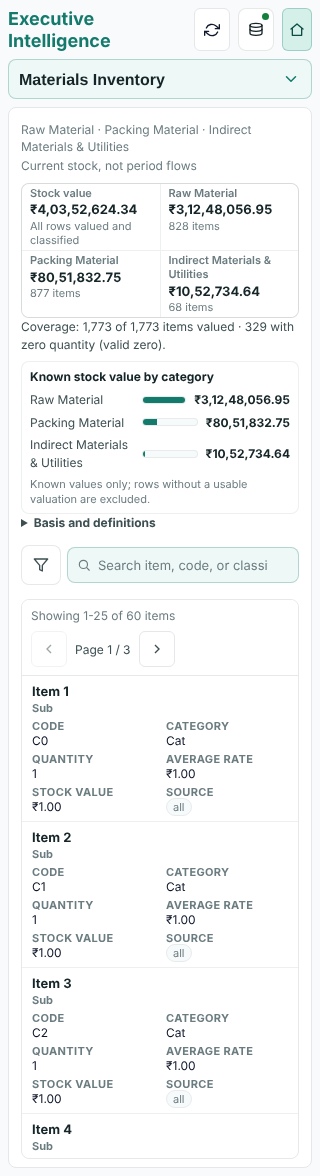 Executive
Intelligence
Materials Inventory
Raw Material · Packing Material · Indirect
Materials & Utilities
Current stock, not period flows
Stock value
₹4,03,52,624.34
All rows valued and
classified
Raw Material
₹3,12,48,056.95
828 items
Packing Material
₹80,51,832.75
877 items
Indirect Materials &
Utilities
₹10,52,734.64
68 items
Coverage: 1,773 of 1,773 items valued · 329 with
zero quantity (valid zero).
Known stock value by category
Raw Material ₹3,12,48,056.95
Packing Material ₹80,51,832.75
Indirect Materials
& Utilities ₹10,52,734.64
Known values only; rows without a usable
valuation are excluded.
Basis and definitions
Search item, code, or classi
Showing 1-25 of 60 items
Page 1 / 3
Item 1
Sub
CODE CATEGORY
C0 Cat
QUANTITY AVERAGE RATE
1 ₹1.00
STOCK VALUE SOURCE
₹1.00 all
Item 2
Sub
CODE CATEGORY
C1 Cat
QUANTITY AVERAGE RATE
1 ₹1.00
STOCK VALUE SOURCE
₹1.00 all
Item 3
Sub
CODE CATEGORY
C2 Cat
QUANTITY AVERAGE RATE
1 ₹1.00
STOCK VALUE SOURCE
₹1.00 all
Item 4
Sub